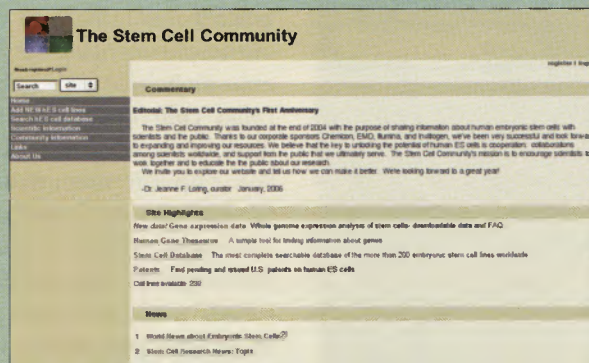 The Stem Cell Community
Login
Register | login
Search site
Home
Add NEW hES cell lines
Search hES cell database
Scientific information
Community information
Links
About Us
Commentary
Editorial: The Stem Cell Community's First Anniversary
The Stem Cell Community was founded at the end of 2004 with the purpose of sharing information about human embryonic stem cells with
scientists and the public. Thanks to our corporate sponsors Chemicon, EMD, Illumina, and Invitrogen, we've been very successful and look forwa
to expanding and improving our resources. We believe that the key to unlocking the potential of human ES cells is cooperation: collaborations
among scientists worldwide, and support from the public that we ultimately serve. The Stem Cell Community's mission is to encourage scientists to
work together and to educate the the public about our research.
We invite you to explore our website and tell us how we can make it better. We're looking forward to a great year!
-Dr. Jeanne F. Loring, curator January, 2006
Site Highlights
New data! Gene expression data Whole genome expression analyses of stem cells- downloadable data and FAQ
Human Gene Thesaurus A simple tool for finding information about genes
Stem Cell Database The most complete searchable database of the more than 200 embryonic stem cell lines worldwide
Patents Find pending and issued U.S. patents on human ES cells
Cell lines available: 239
News
1 World News about Embryonic Stem Cells
2 Stem Cell Research News: Topix